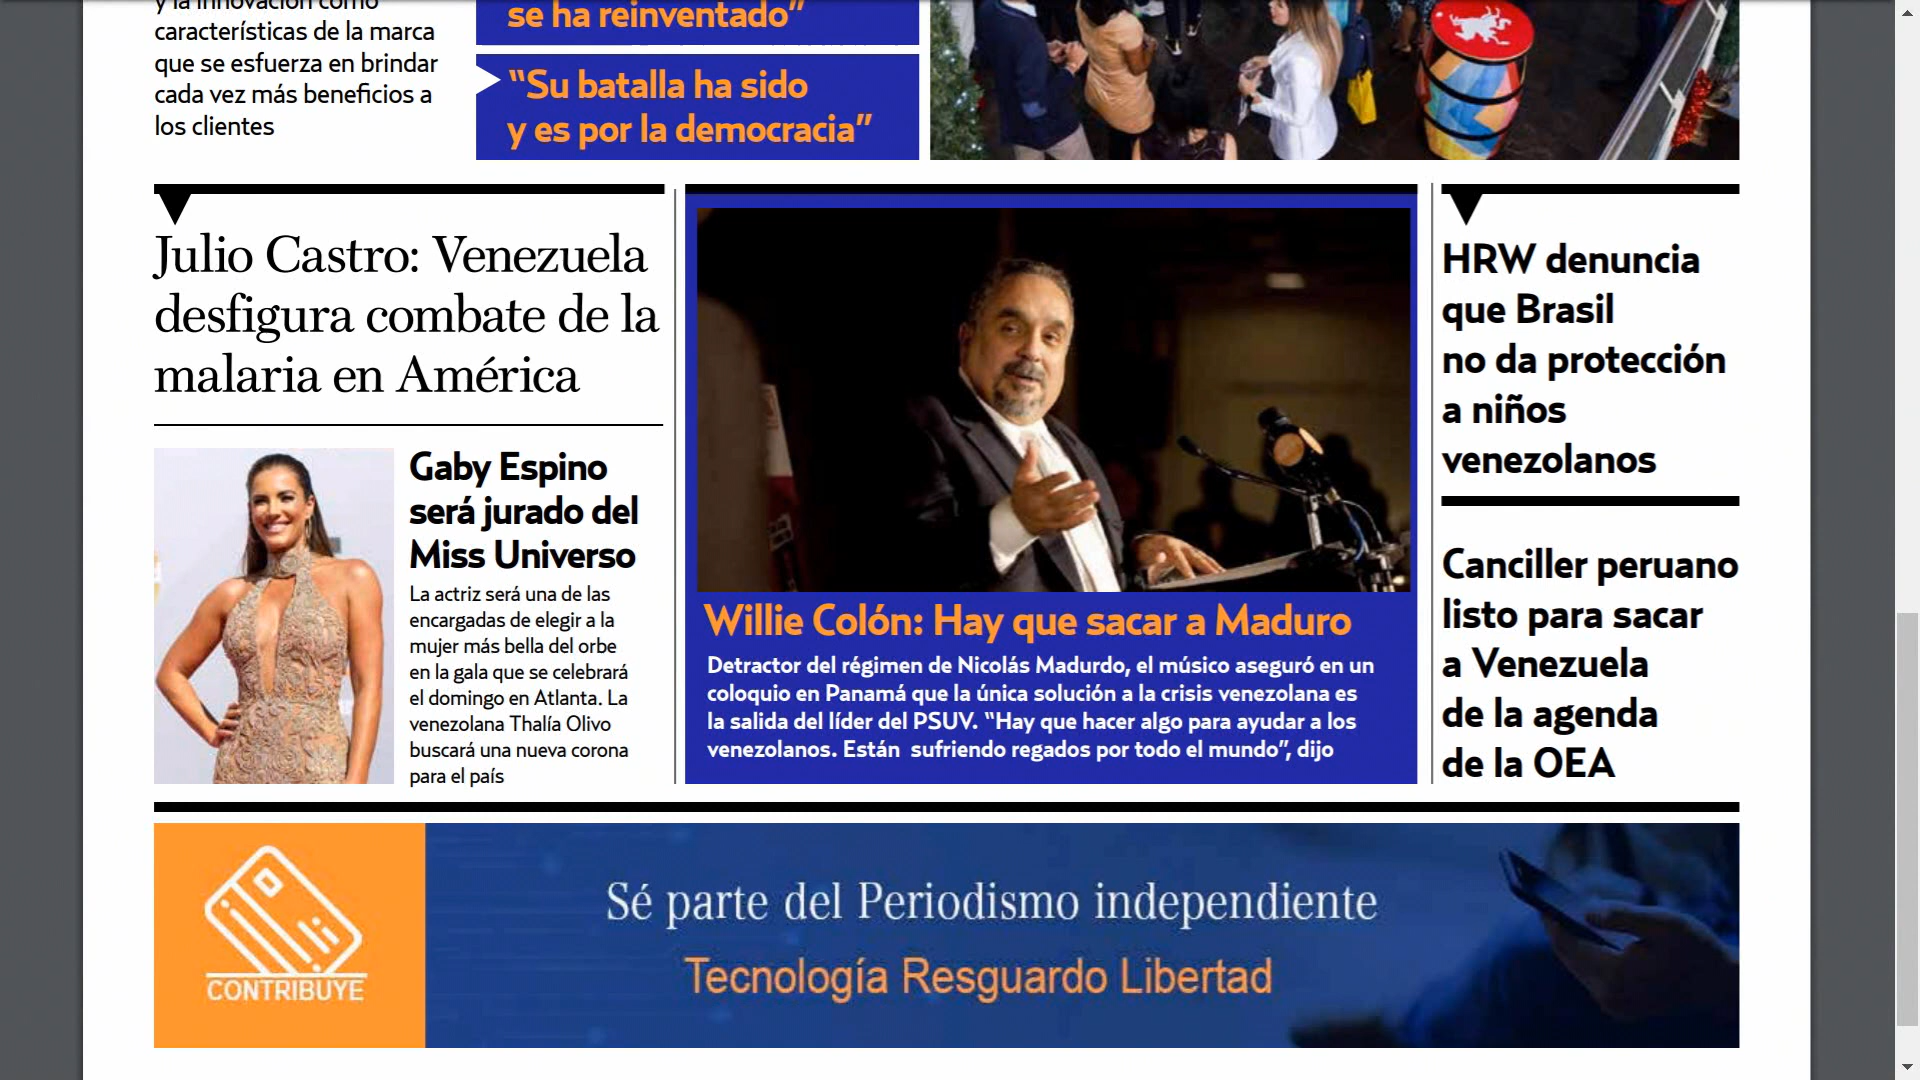 y la innovación como
características de la marca
que se esfuerza en brindar
cada vez más beneficios a
los clientes
se ha reinventado”
“Su batalla ha sido
y es por la democracia”
Julio Castro: Venezuela
desfigura combate de la
malaria en América
Gaby Espino
será jurado del
Miss Universo
La actriz será una de las
encargadas de elegir a la
mujer más bella del orbe
en la gala que se celebrará
el domingo en Atlanta. La
venezolana Thalía Olivo
buscará una nueva corona
para el país
Willie Colón: Hay que sacar a Maduro
Detractor del régimen de Nicolás Madurdo, el músico aseguró en un
coloquio en Panamá que la única solución a la crisis venezolana es
la salida del líder del PSUV. “Hay que hacer algo para ayudar a los
venezolanos. Están sufriendo regados por todo el mundo”, dijo
HRW denuncia
que Brasil
no da protección
a niños
venezolanos
Canciller peruano
listo para sacar
a Venezuela
de la agenda
de la OEA
CONTRIBUYE
Sé parte del Periodismo independiente
Tecnología Resguardo Libertad